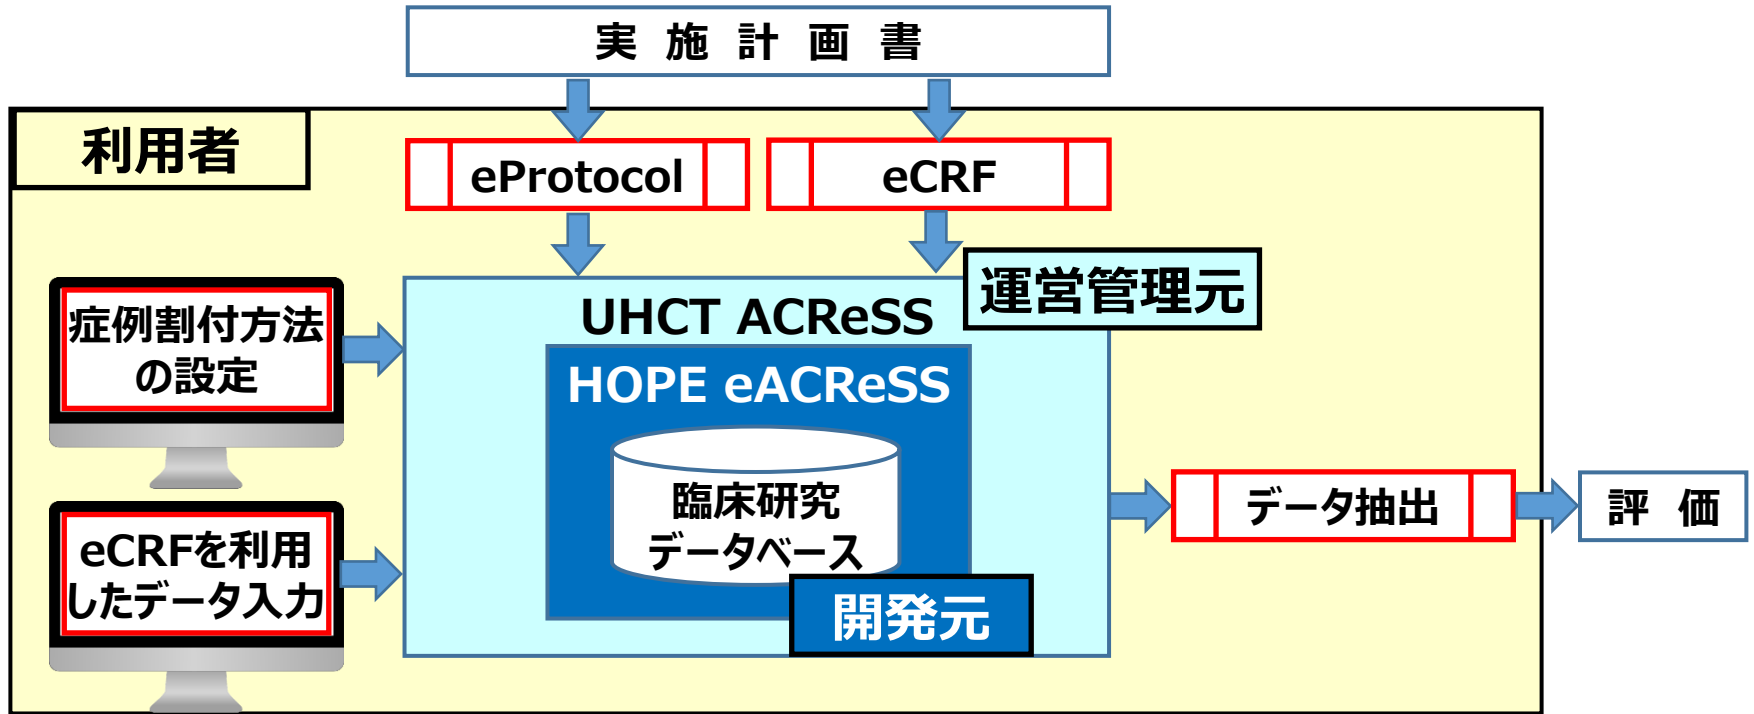 実 施 計 画 書
利用者
eProtocol
eCRF
運営管理元
UHCT ACReSS
症例割付方法
の設定
HOPE eACReSS
臨床研究
データベース
データ抽出
評 価
eCRFを利用
したデータ入力
開発元